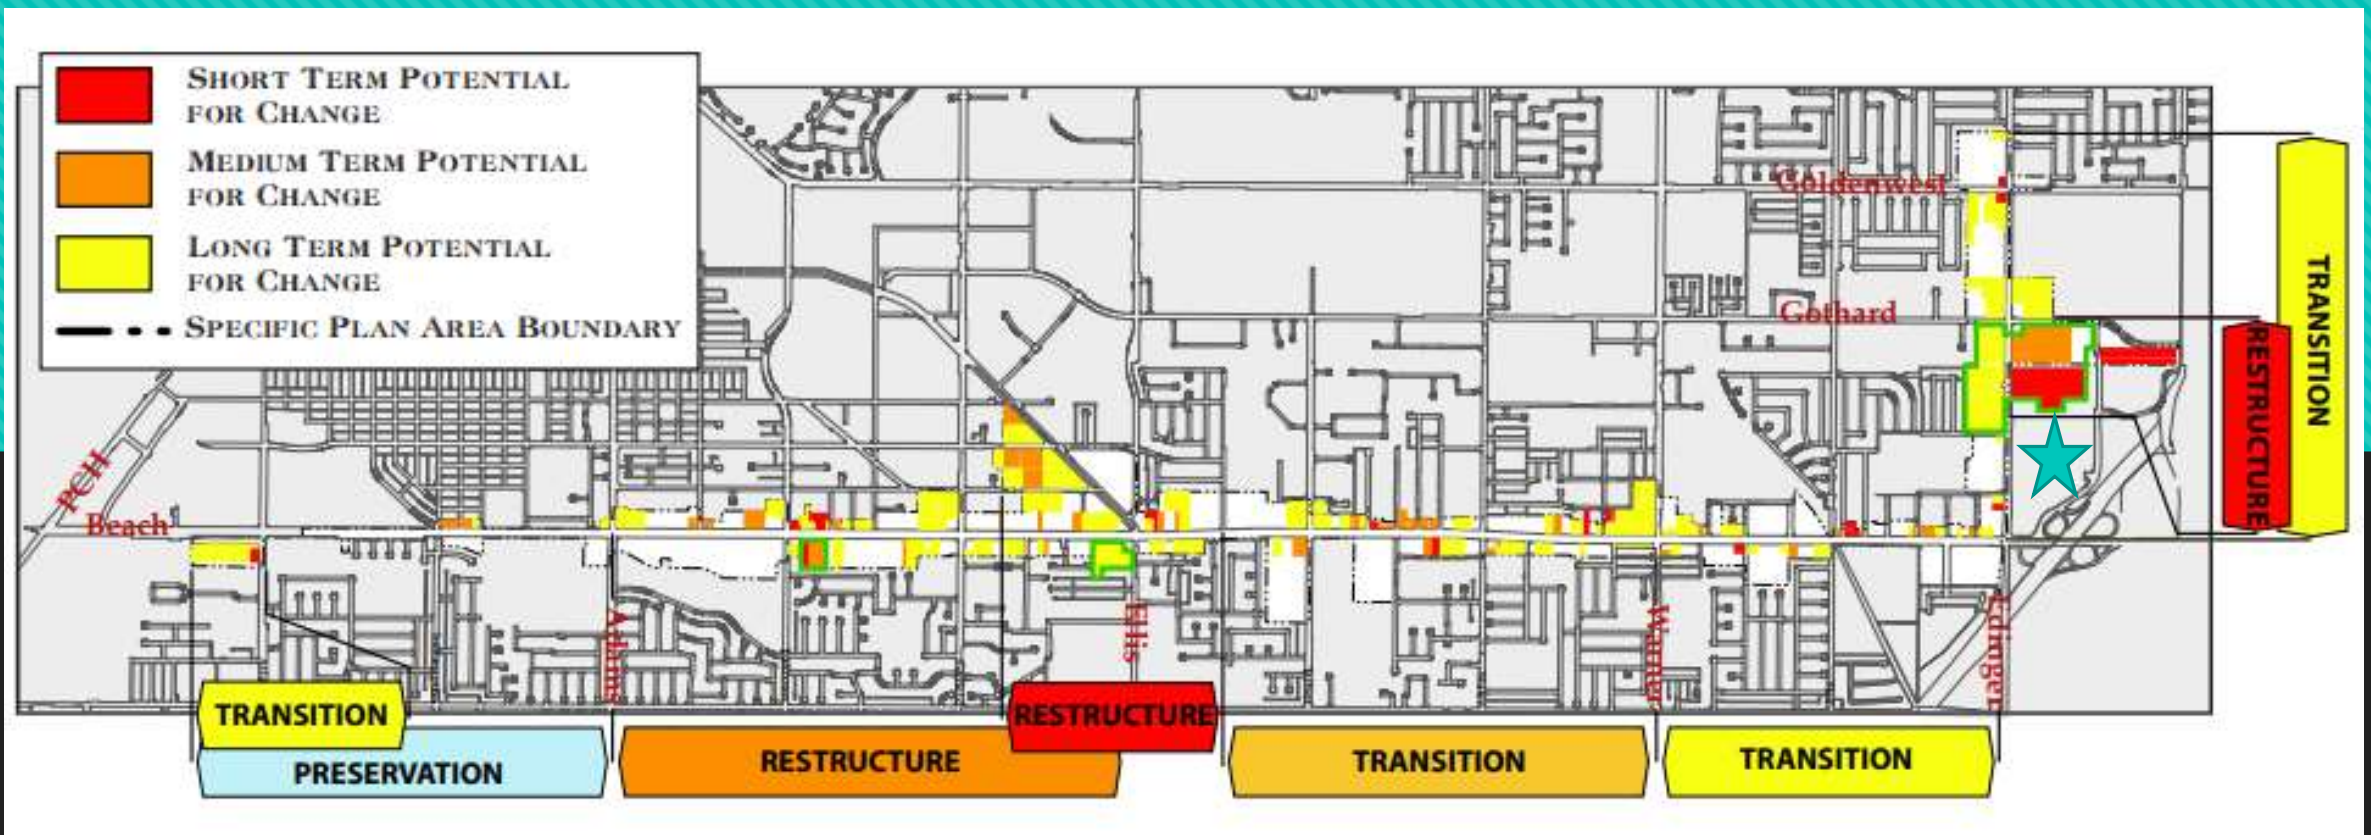 SHORT TERM POTENTIAL
FOR CHANGE
MEDIUM TERM POTENTIAL
FOR CHANGE
LONG TERM POTENTIAL
FOR CHANGE
SPECIFIC PLAN AREA BOUNDARY
Goldenwest
Gothard
TRANSITION
RESTRUCTURE
PCH
Beach
Adams
Ellis
Warner
Edinger
TRANSITION
RESTRUCTURE
PRESERVATION
RESTRUCTURE
TRANSITION
TRANSITION